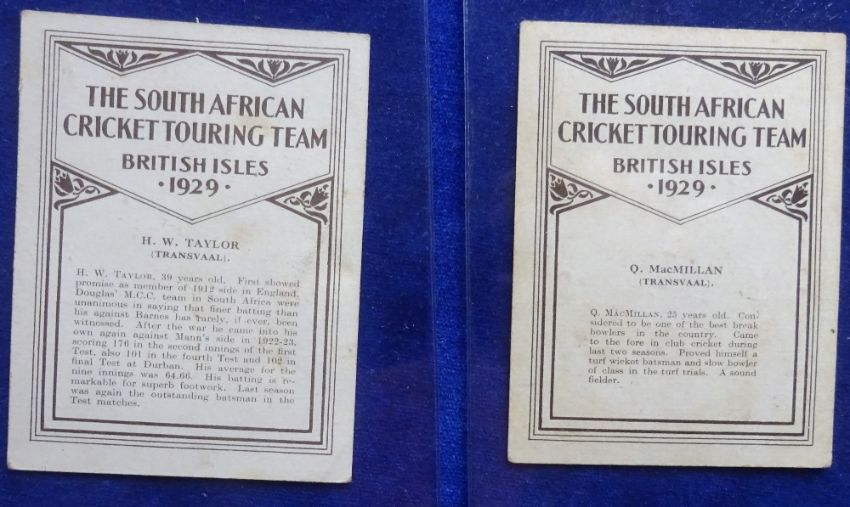 THE SOUTH AFRICAN
CRICKET TOURING TEAM
BRITISH ISLES
· 1929 ·
H. W. TAYLOR
(TRANSVAAL).
H. W. TAYLOR, 39 years old. First showed
promise as member of 1912 side in England.
Douglas' M.C.C. team in South Africa were
unanimous in saying that finer batting than
his against Barnes has rarely, if ever, been
witnessed. After the war he came into his
own again against Mann's side in 1922-23,
scoring 176 in the second innings of the first
Test, also 101 in the fourth Test and 102 in
final Test at Durban. His average for the
nine innings was 64.66. His batting is re-
markable for superb footwork. Last season
was again the outstanding batsman in the
Test matches.
THE SOUTH AFRICAN
CRICKET TOURING TEAM
BRITISH ISLES
· 1929 ·
Q. MacMILLAN
(TRANSVAAL).
Q. MACMILLAN, 25 years old. Con-
sidered to be one of the best break
bowlers in the country. Came
to the fore in club cricket during
last two seasons. Proved himself a
turf wicket batsman and slow bowler
of class in the turf trials. A sound
fielder.